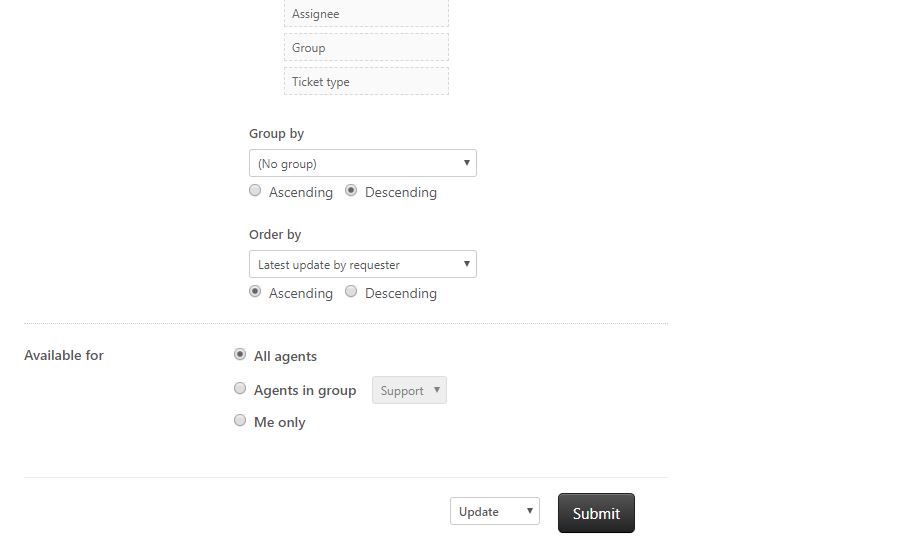 Assignee
Group
Ticket type
Group by
(No group)
Ascending Descending
Order by
Latest update by requester
Ascending Descending
Available for All agents
Agents in group Support
Me only
Update Submit